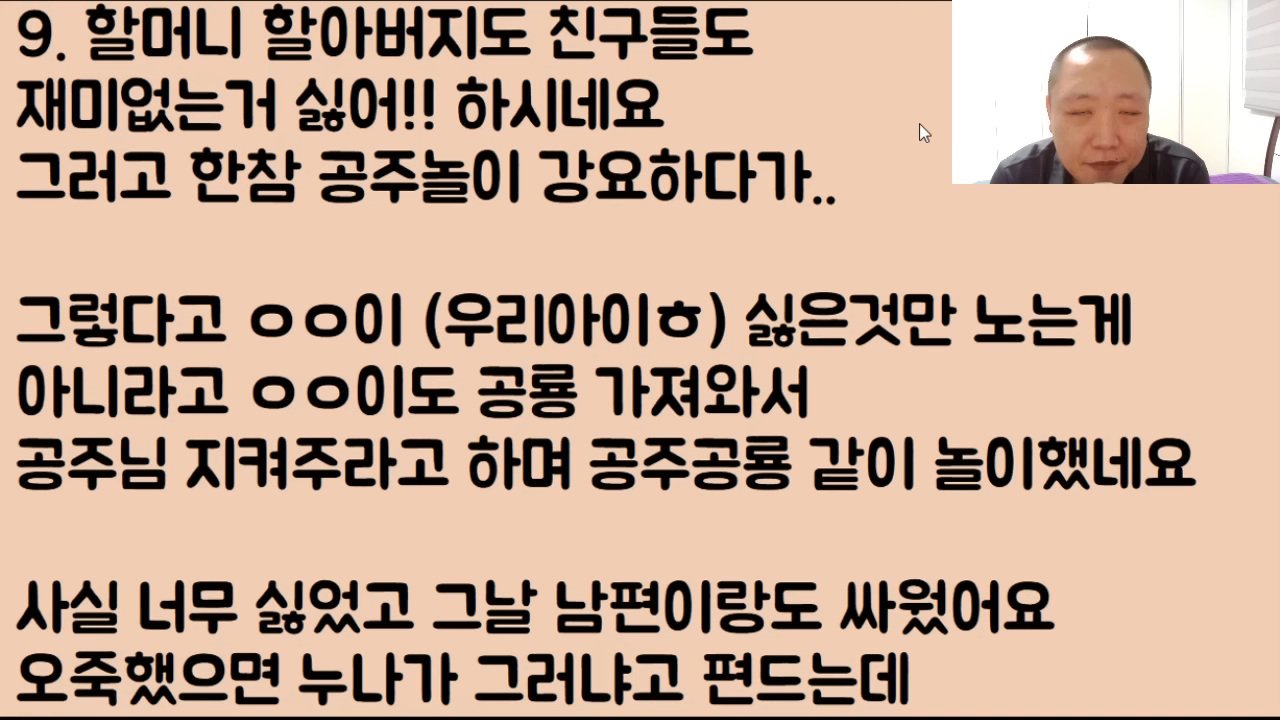 9. 할머니 할아버지도 친구들도
재미없는거 싫어!! 하시네요
그러고 한참 공주놀이 강요하다가..
그렇다고 ㅇㅇ이 (우리아이ㅎ) 싫은것만 노는게
아니라고 ㅇㅇ이도 공룡 가져와서
공주님 지켜주라고 하며 공주공룡 같이 놀이했네요
사실 너무 싫었고 그날 남편이랑도 싸웠어요
오죽했으면 누나가 그러냐고 편드는데